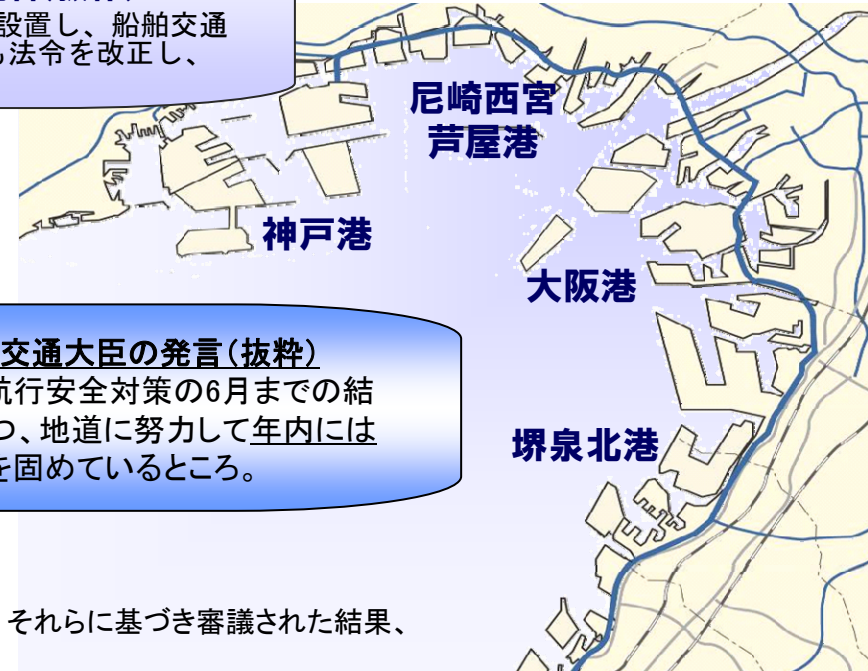 設置し、船舶交通
法令を改正し、
尼崎西宮
芦屋港
神戸港
大阪港
交通大臣の発言(抜粋)
航行安全対策の6月までの結
つ、地道に努力して年内には
を固めているところ。
堺泉北港
それらに基づき審議された結果、